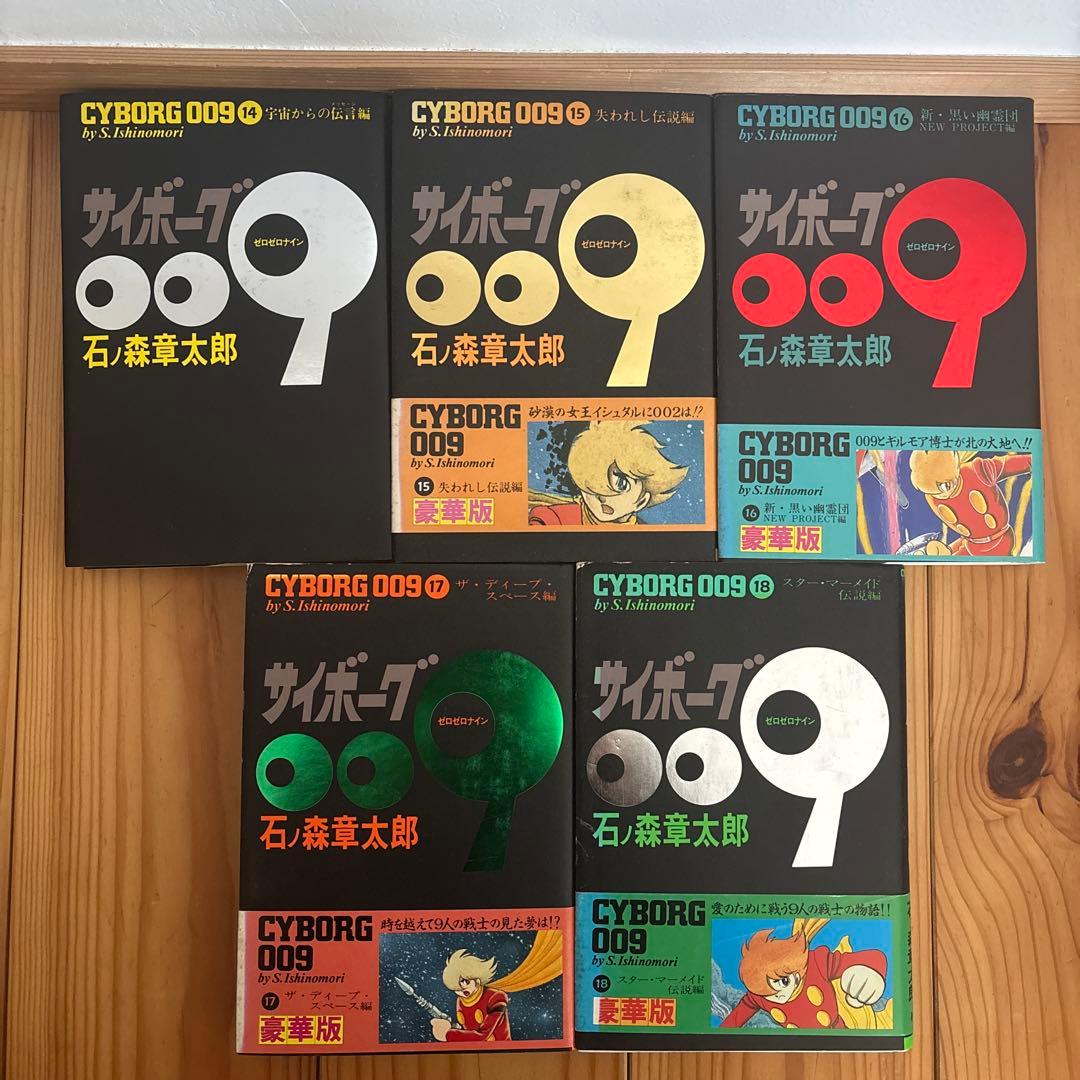 CYBORG 009 14 宇宙からの伝言編
メッセージ
by S. Ishinomori
サイボーグ
009
ゼロゼロナイン
石ノ森章太郎
CYBORG 009 15 失われし伝説編
by S. Ishinomori
サイボーグ
009
ゼロゼロナイン
石ノ森章太郎
CYBORG
009
by S. Ishinomori
15 失われし伝説編
豪華版
砂漠の女王イシュタルに002は!?
CYBORG 009 16 新・黒い幽霊団
NEW PROJECT編
by S. Ishinomori
サイボーグ
009
ゼロゼロナイン
石ノ森章太郎
CYBORG
009
by S. Ishinomori
16 新・黒い幽霊団
NEW PROJECT編
豪華版
009とギルモア博士が北の大地へ!!
CYBORG 009 17 ザ・ディープ・
スペース編
by S. Ishinomori
サイボーグ
009
ゼロゼロナイン
石ノ森章太郎
CYBORG
009
by S. Ishinomori
17 ザ・ディープ・
スペース編
豪華版
時を越えて9人の戦士の見た夢は!?
CYBORG 009 18 スター・マーメイド
伝説編
by S. Ishinomori
サイボーグ
009
ゼロゼロナイン
石ノ森章太郎
CYBORG
009
by S. Ishinomori
18 スター・マーメイド
伝説編
豪華版
愛のために戦う9人の戦士の物語!!